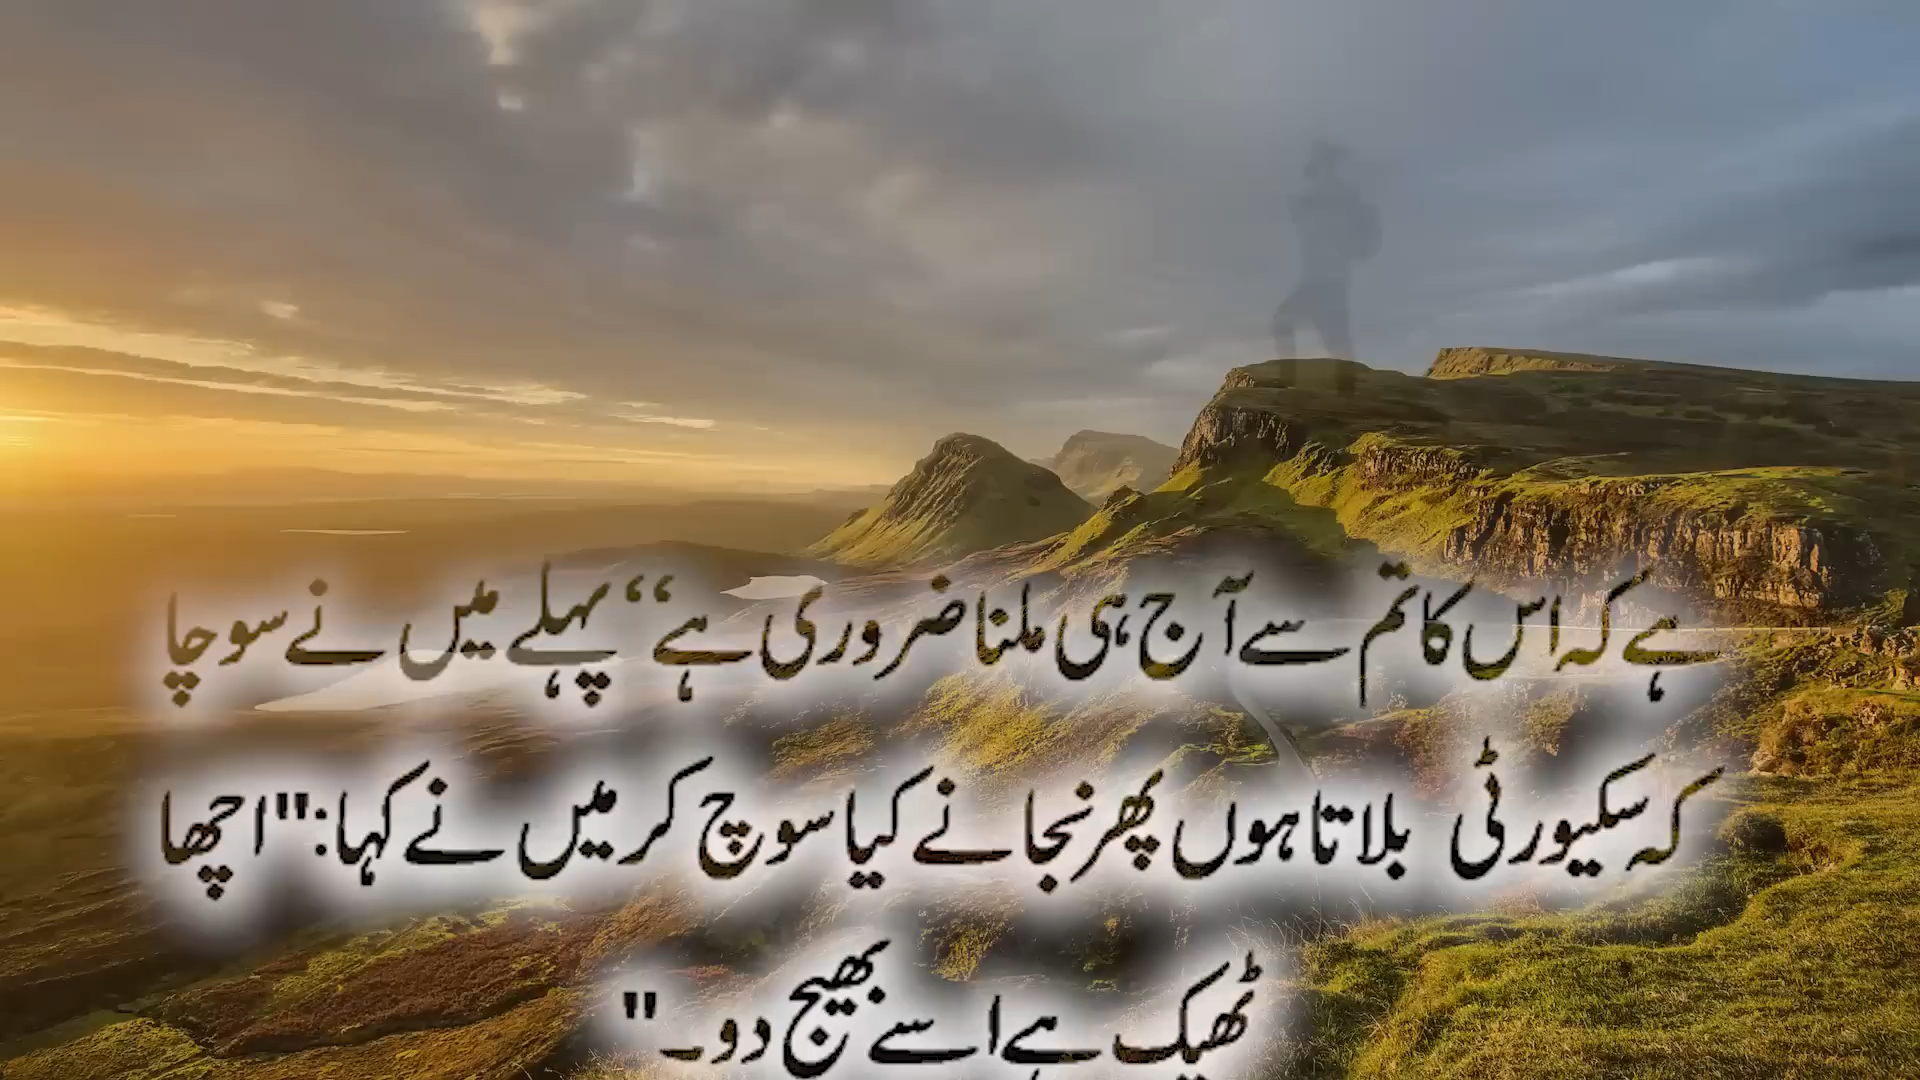 ہے کہ اس کا تم سے آج ہی ملنا ضروری ہے‘‘ پہلے میں نے سوچا
کہ سکیورٹی بلاتا ہوں پھر نجانے کیا سوچ کر میں نے کہا:"اچھا
ٹھیک ہے اسے بھیج دو۔"